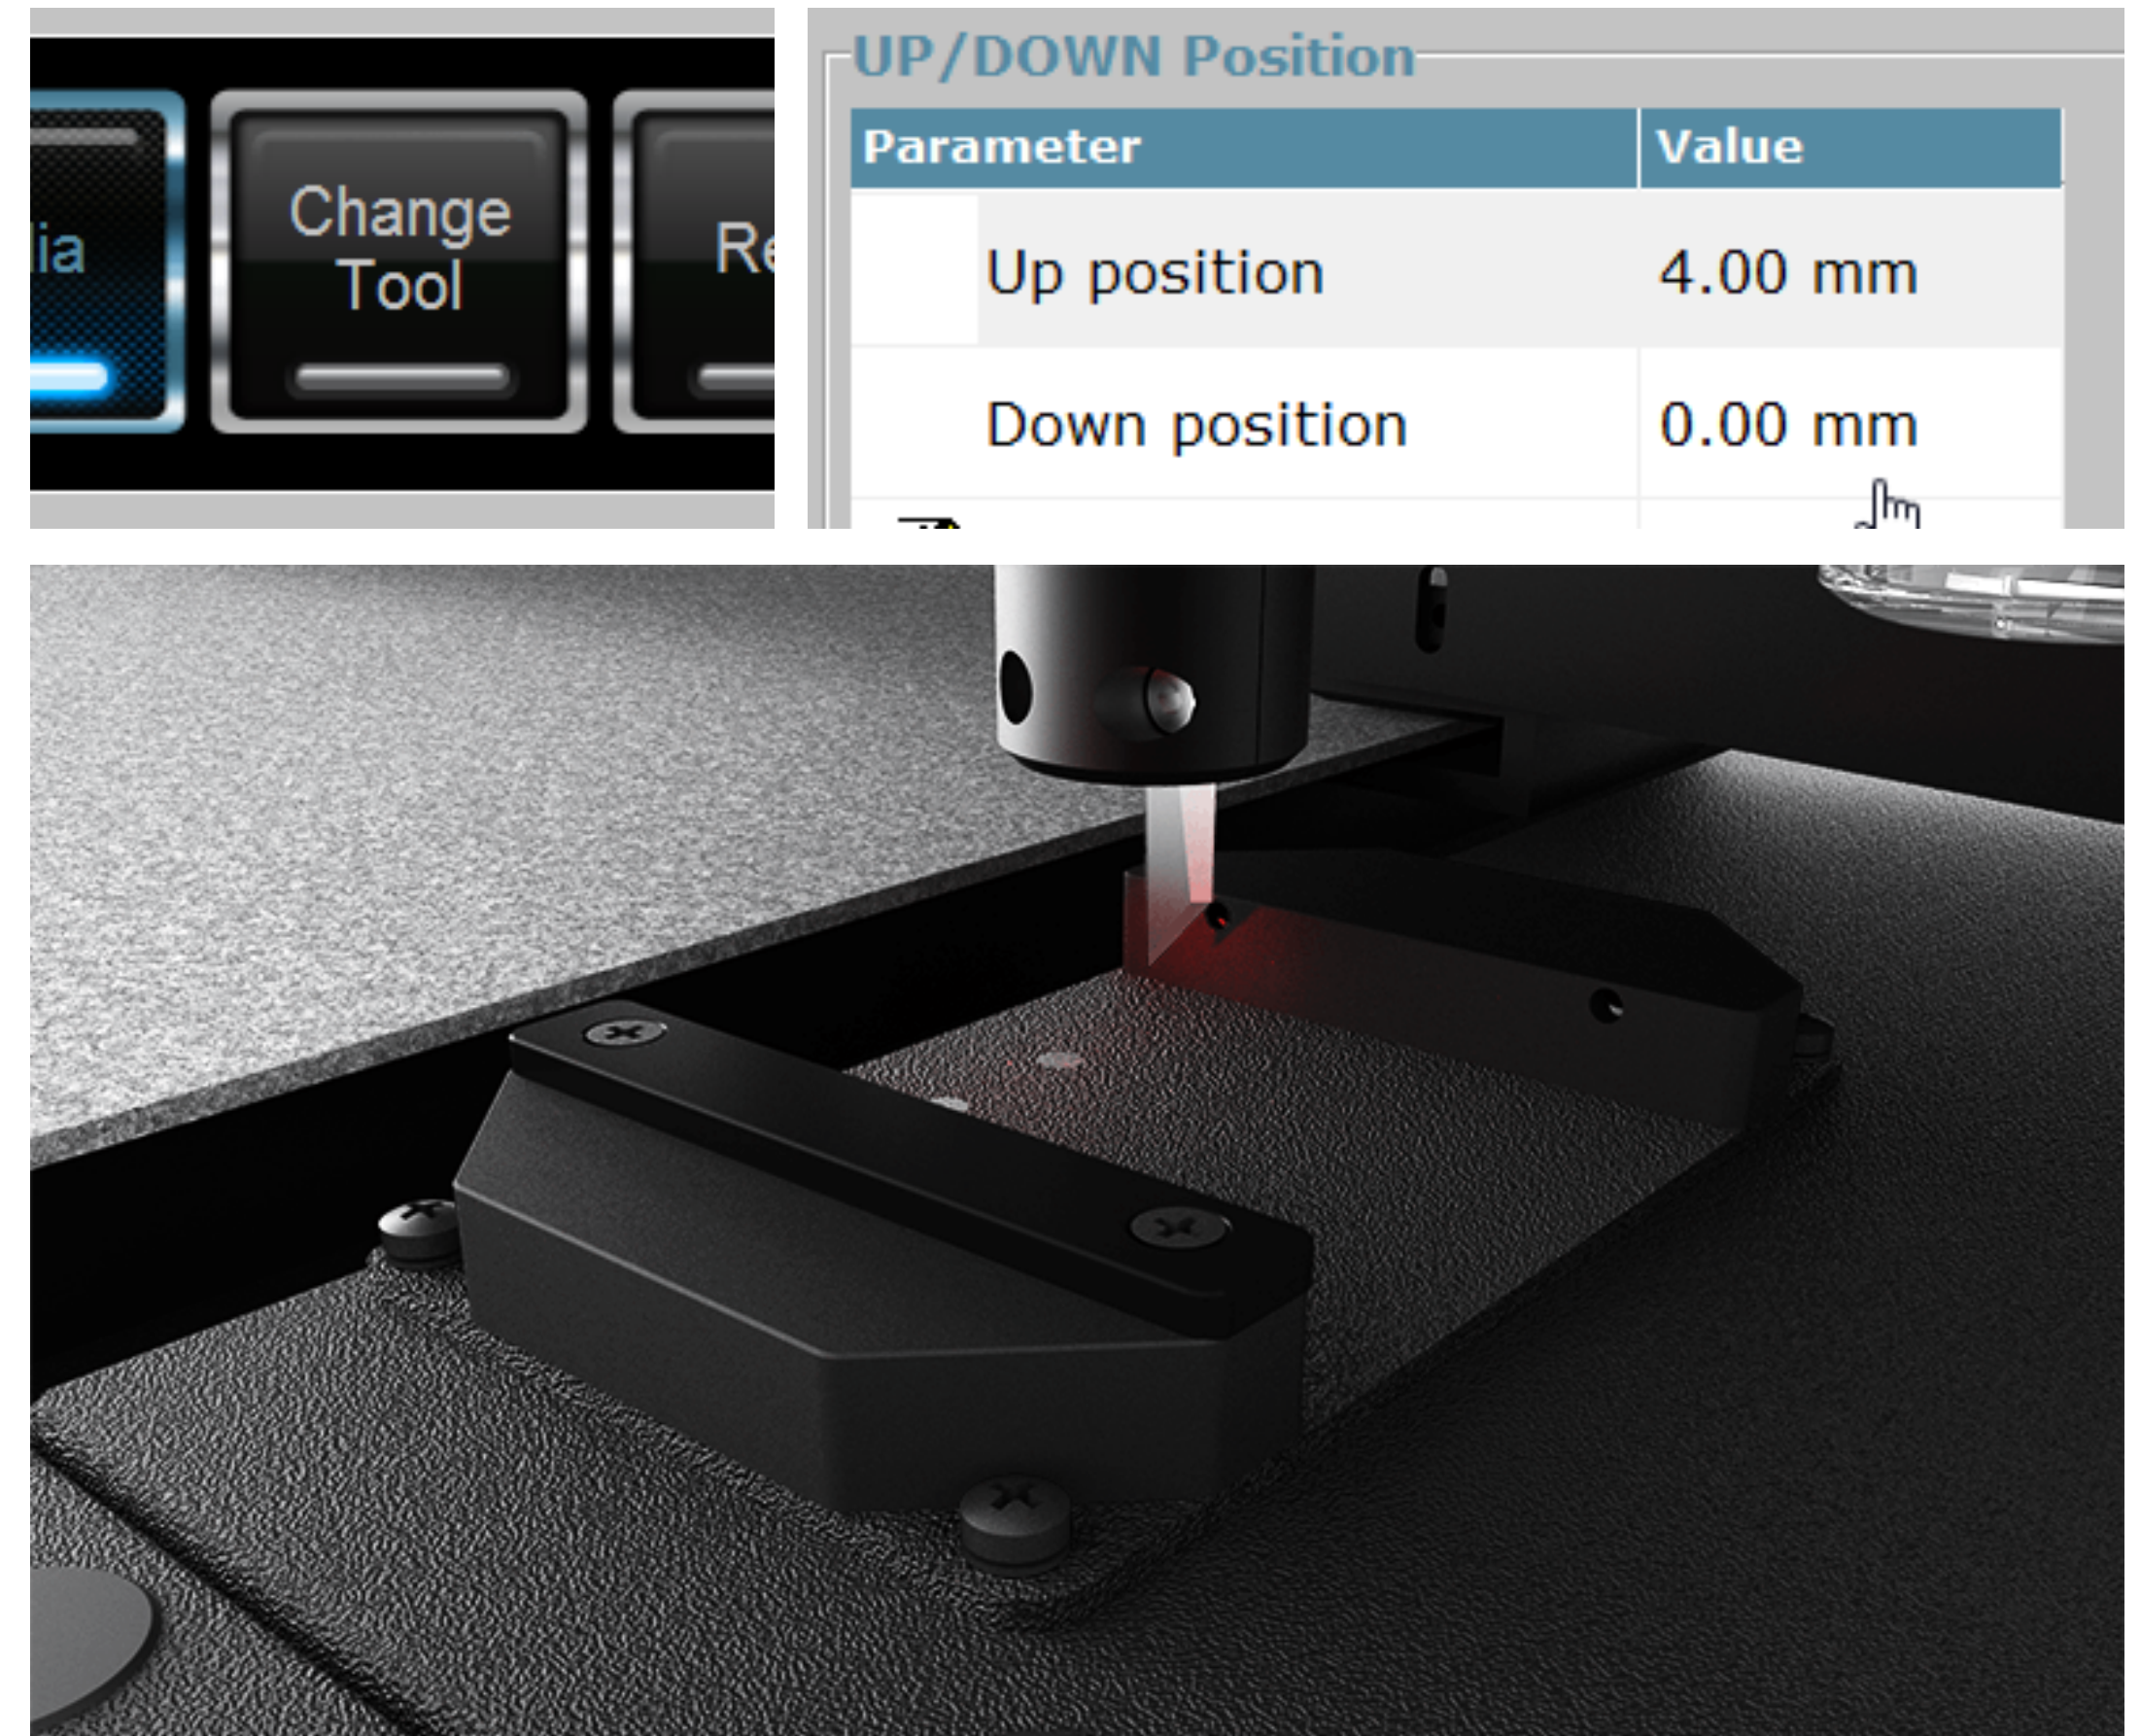 Change
Tool
UP/DOWN Position
Parameter Value
Up position 4.00 mm
Down position 0.00 mm